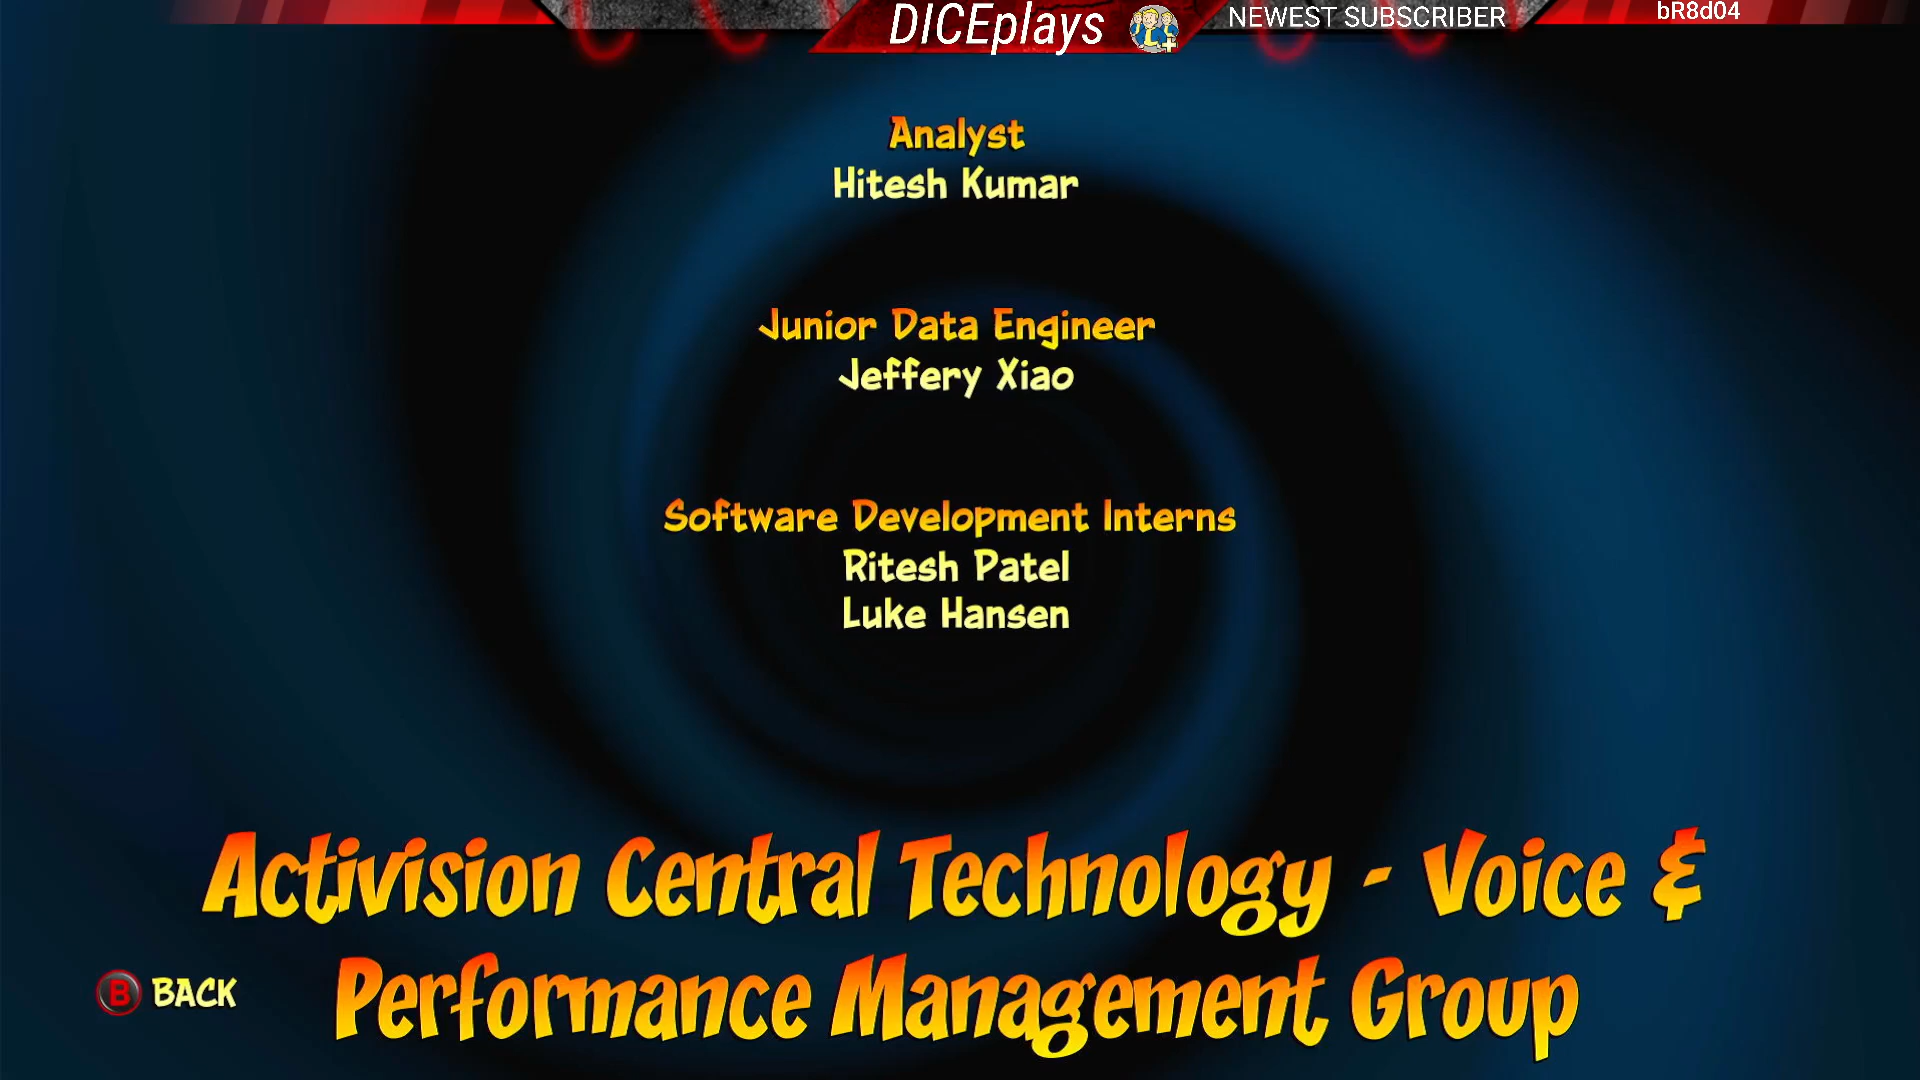 DICEplays
NEWEST SUBSCRIBER
bR8d04
Analyst
Hitesh Kumar
Junior Data Engineer
Jeffery Xiao
Software Development Interns
Ritesh Patel
Luke Hansen
Activision Central Technology - Voice &
Performance Management Group
B BACK